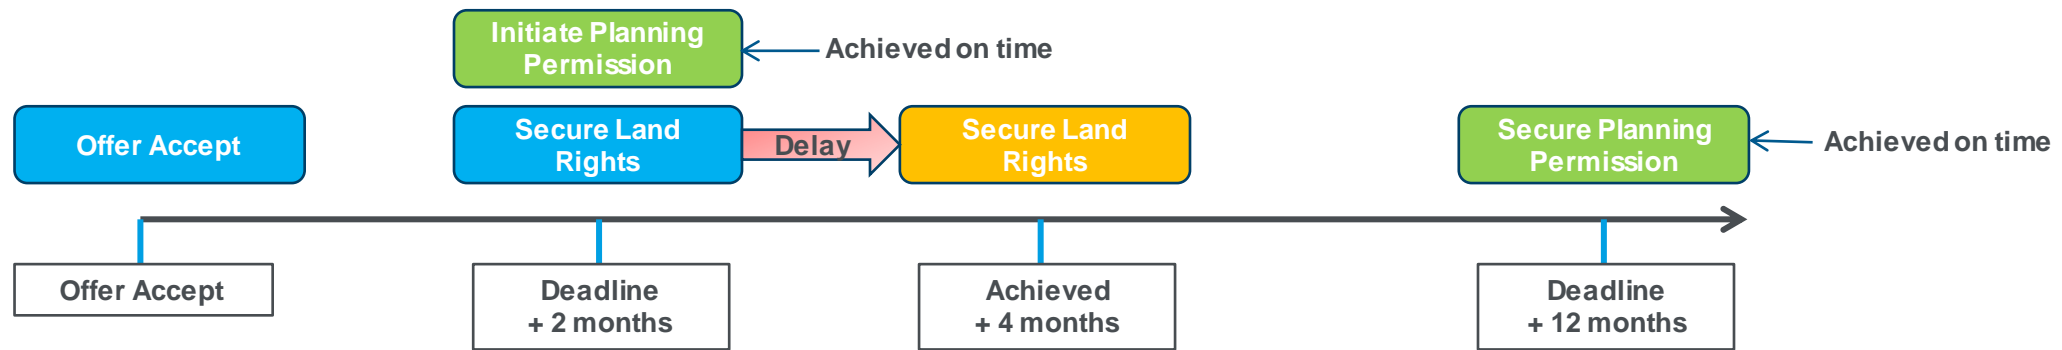 Initiate Planning
Permission
Achieved on time
Offer Accept
Secure Land
Rights
Delay
Secure Land
Rights
Secure Planning
Permission
Achieved on time
Offer Accept
Deadline
+ 2 months
Achieved
+ 4 months
Deadline
+ 12 months